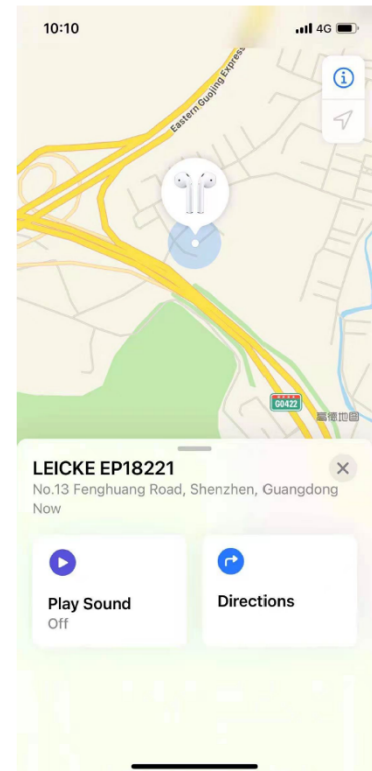 10:10
4G
Eastern Guojing Express
G0422
高德地图
LEICKE EP18221
No.13 Fenghuang Road, Shenzhen, Guangdong
Now
Play Sound
Off
Directions